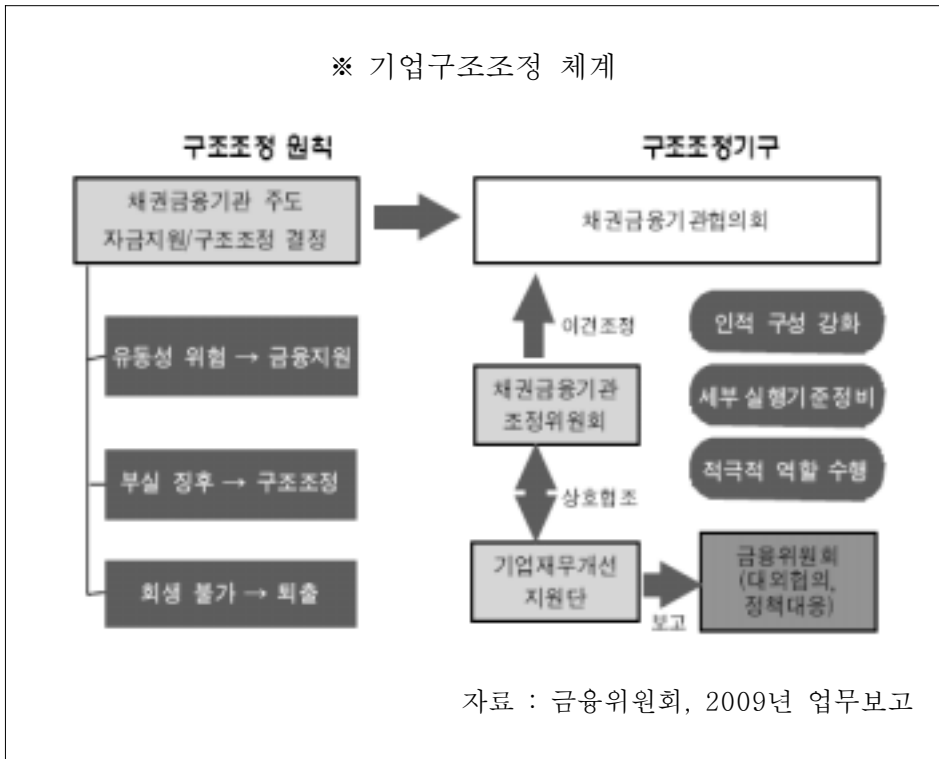 ※ 기업구조조정 체계
구조조정 원칙
채권금융기관 주도
자금지원/구조조정 결정
유동성 위험 → 금융지원
부실 징후 → 구조조정
회생 불가 → 퇴출
구조조정기구
채권금융기관협의회
이견조정
인적 구성 강화
세부 실행기준정비
적극적 역할 수행
채권금융기관
조정위원회
상호협조
기업재무개선
지원단
보고
금융위원회
(대외협의,
정책대응)
자료 : 금융위원회, 2009년 업무보고